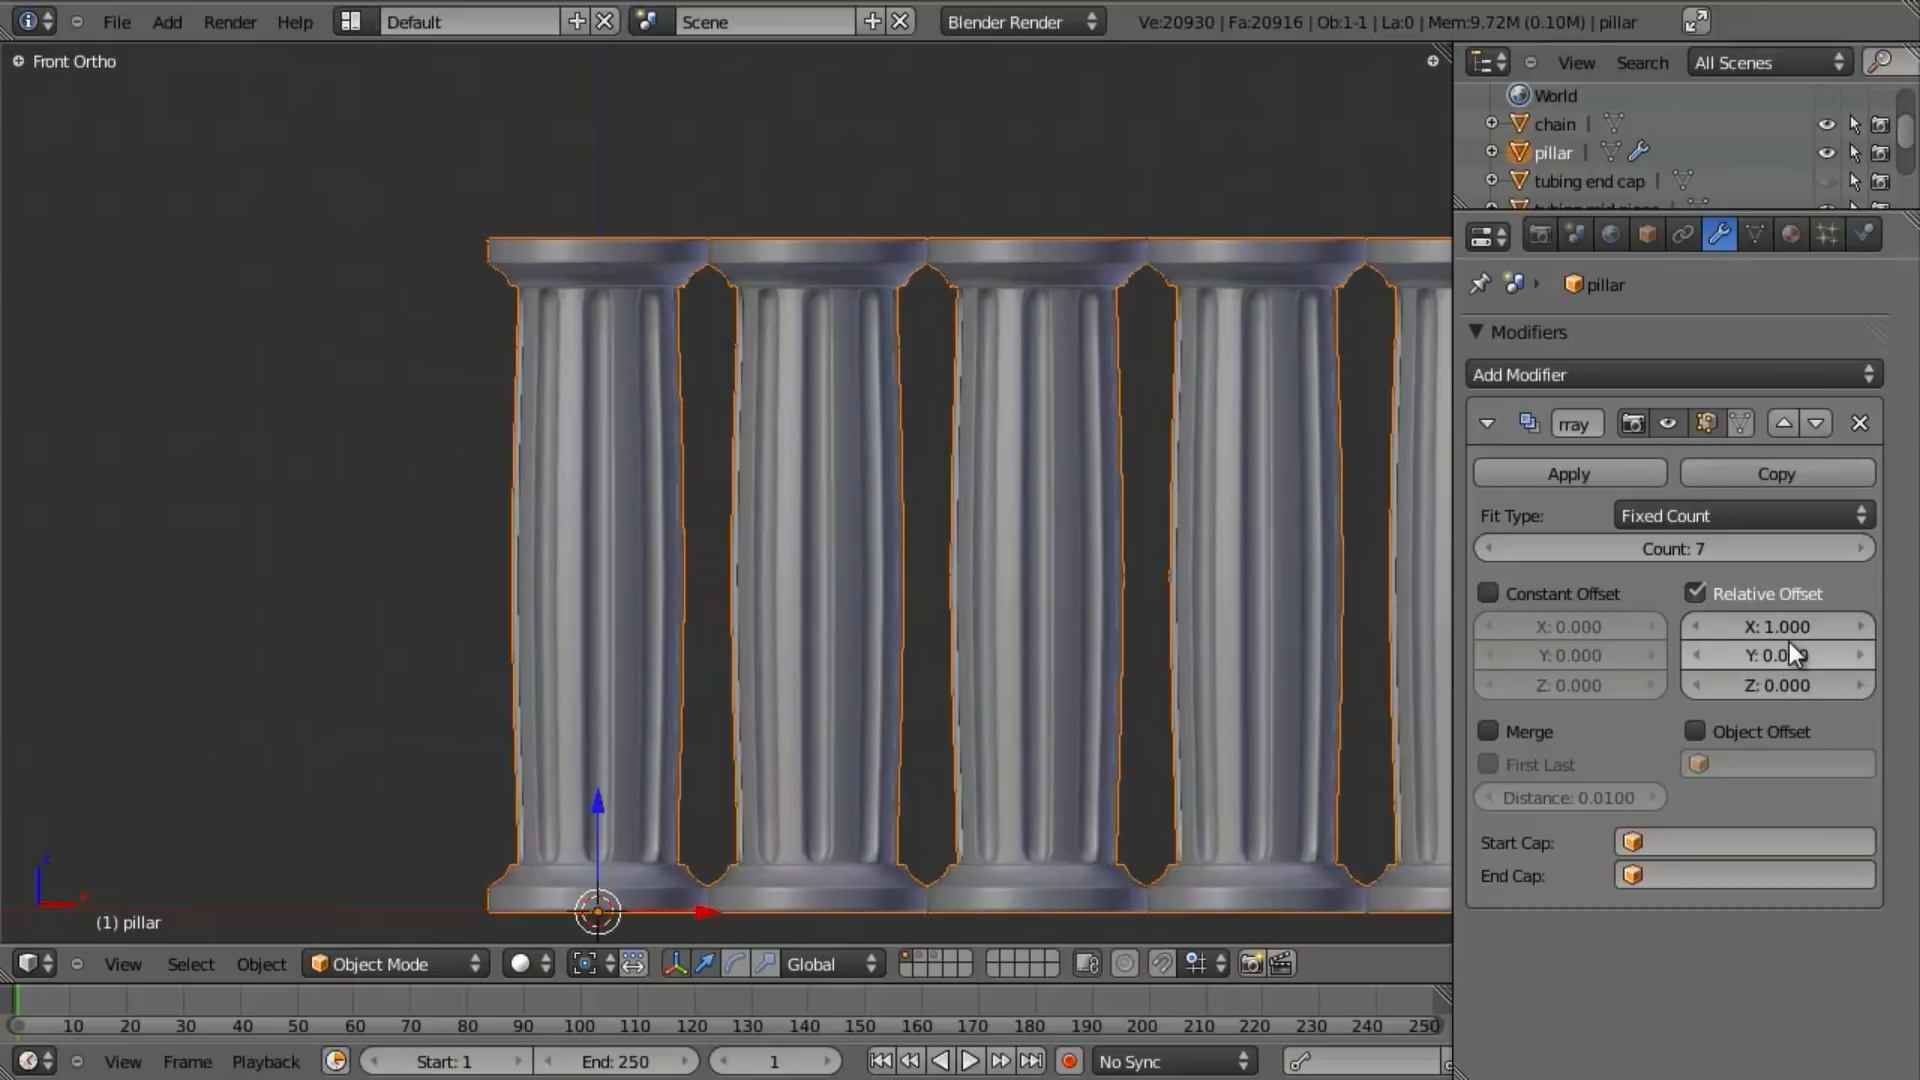 File Add Render Help Default Scene Blender Render Ve:20930 | Fa:20916 | Ob:1-1 | La:0 | Mem:9.72M (0.10M) | pillar
Front Ortho
View Search All Scenes
World
chain
pillar
tubing end cap
pillar
Modifiers
Add Modifier
rray
Apply Copy
Fit Type: Fixed Count
Count: 7
Constant Offset Relative Offset
X: 0.000 X: 1.000
Y: 0.000 Y: 0.0
Z: 0.000 Z: 0.000
Merge Object Offset
First Last
Distance: 0.0100
Start Cap:
End Cap:
z
x
(1) pillar
View Select Object Object Mode Global
10 20 30 40 50 60 70 80 90 100 110 120 130 140 150 160 170 180 190 200 210 220 230 240 250
View Frame Playback Start: 1 End: 250 1 No Sync